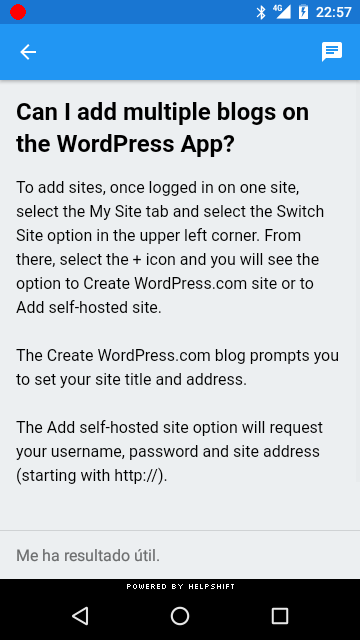 4G 22:57
Can I add multiple blogs on
the WordPress App?
To add sites, once logged in on one site,
select the My Site tab and select the Switch
Site option in the upper left corner. From
there, select the + icon and you will see the
option to Create WordPress.com site or to
Add self-hosted site.
The Create WordPress.com blog prompts you
to set your site title and address.
The Add self-hosted site option will request
your username, password and site address
(starting with http://).
Me ha resultado útil.
POWERED BY HELPSHIFT